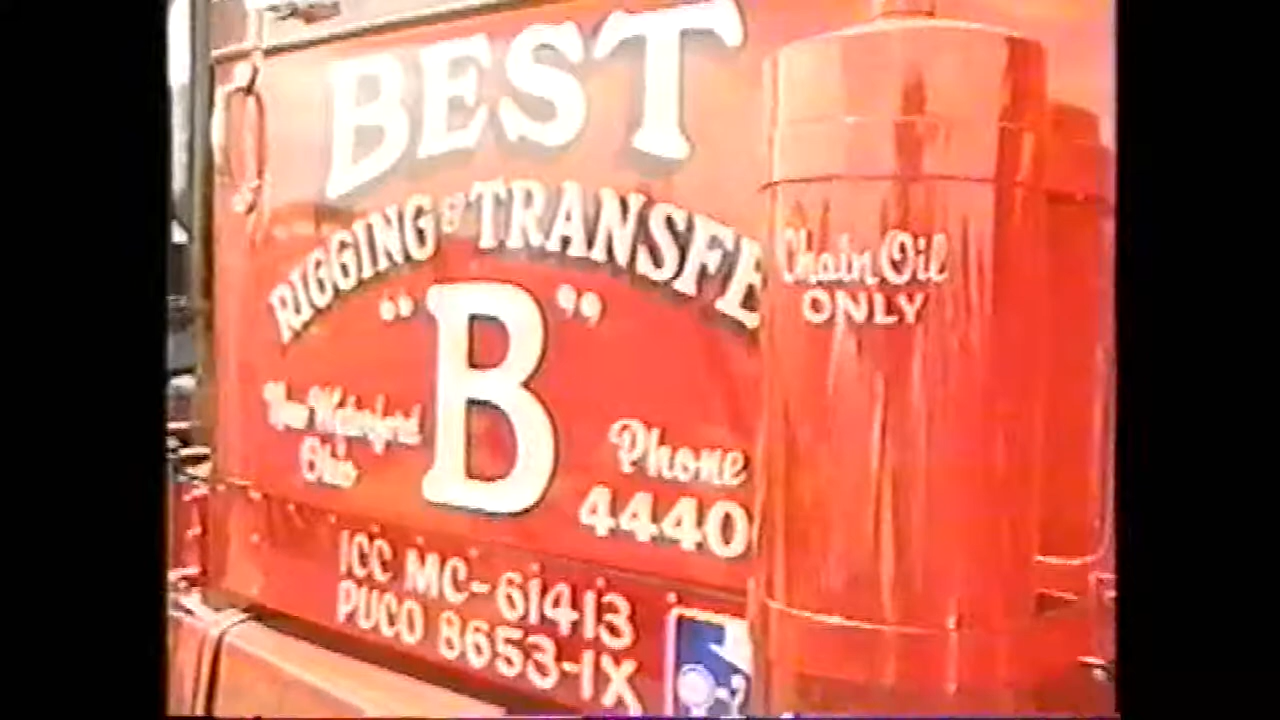 BEST
RIGGING & TRANSFE
"B"
New Waterford
Ohio
Phone
4440
ICC MC-61413
PUCO 8653-IX
Chain Oil
ONLY